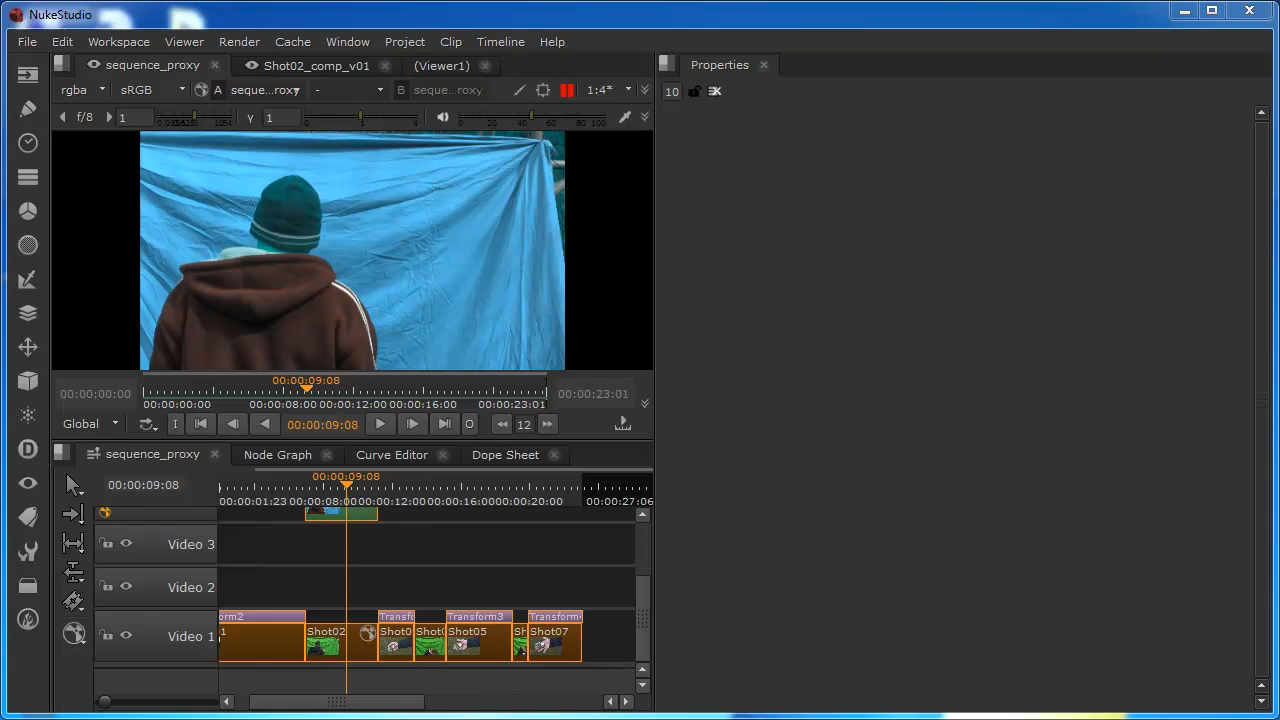 NukeStudio
File Edit Workspace Viewer Render Cache Window Project Clip Timeline Help
sequence_proxy Shot02_comp_v01 (Viewer1) Properties
rgba sRGB A seque...roxy - B seque...roxy 1:4* 10
f/8 1 γ 1
00:00:09:08
00:00:00:00 00:00:23:01
00:00:00:00 00:00:08:00 00:00:12:00 00:00:16:00 00:00:23:01
Global I 00:00:09:08 O 12
sequence_proxy Node Graph Curve Editor Dope Sheet
00:00:09:08
00:00:09:08
00:00:01:23 00:00:08:00 00:00:12:00 00:00:16:00 00:00:20:00 00:00:27:06
Video 3
Video 2
orm2 Transf Transform3 Transform
Video 1 1 Shot02 Shot0 Shot Shot05 Sh Shot07